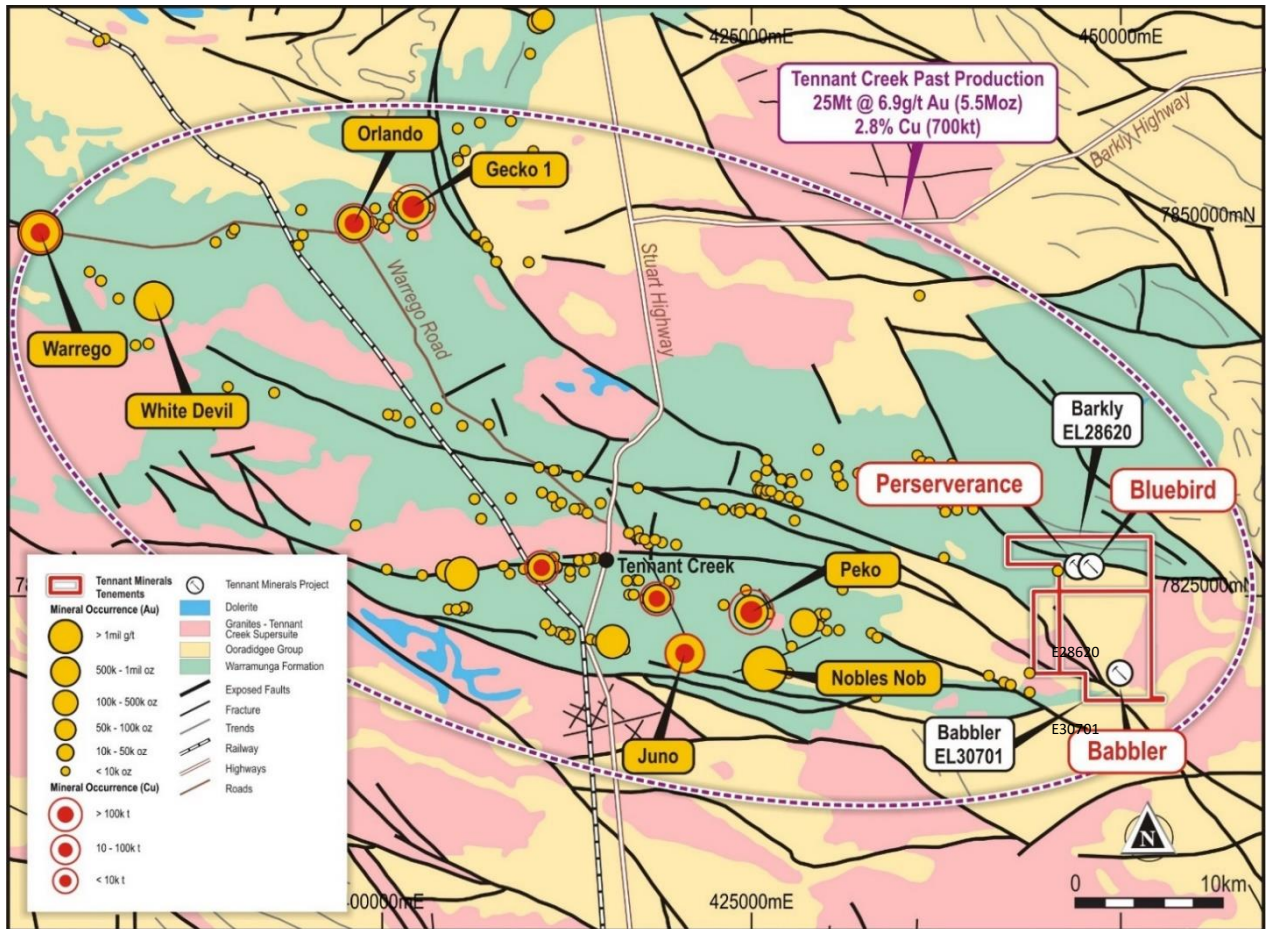 425000mE
450000mE
Tennant Creek Past Production
25Mt @ 6.9g/t Au (5.5Moz)
2.8% Cu (700kt)
Barkly Highway
7850000mN
Orlando
Gecko 1
Warrego Road
Stuart Highway
Warrego
White Devil
Barkly
EL28620
Perserverance
Bluebird
Tennant Creek
Peko
7825000mN
78
Nobles Nob
E28620
E30701
Babbler
EL30701
Babbler
Juno
Tennant Minerals
Tenements
Mineral Occurrence (Au)
> 1mil g/t
500k - 1mil oz
100k - 500k oz
50k - 100k oz
10k - 50k oz
< 10k oz
Mineral Occurrence (Cu)
> 100k t
10 - 100k t
< 10k t
Tennant Minerals Project
Dolerite
Granites - Tennant
Creek Supersuite
Ooradidgee Group
Warramunga Formation
Exposed Faults
Fracture
Trends
Railway
Highways
Roads
00000mE
425000mE
N
0 10km